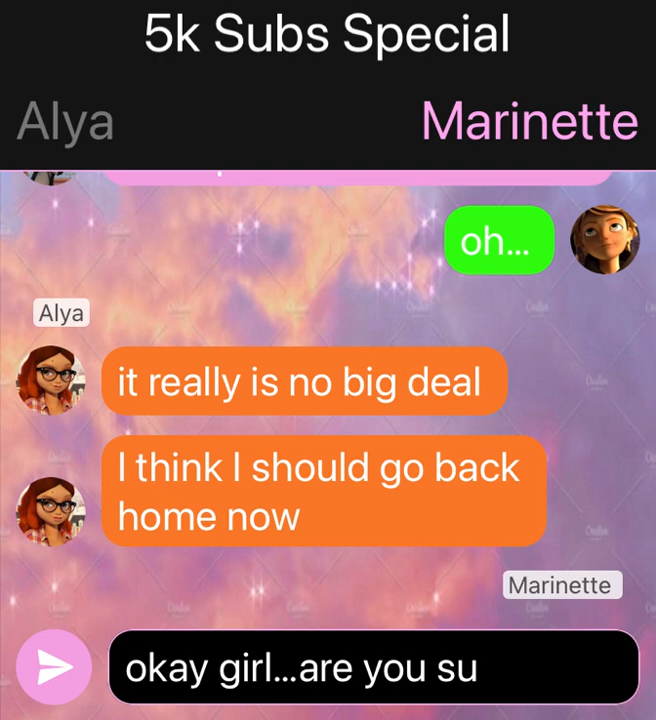 5k Subs Special
Alya Marinette
oh...
Alya
it really is no big deal
I think I should go back
home now
Marinette
okay girl...are you su